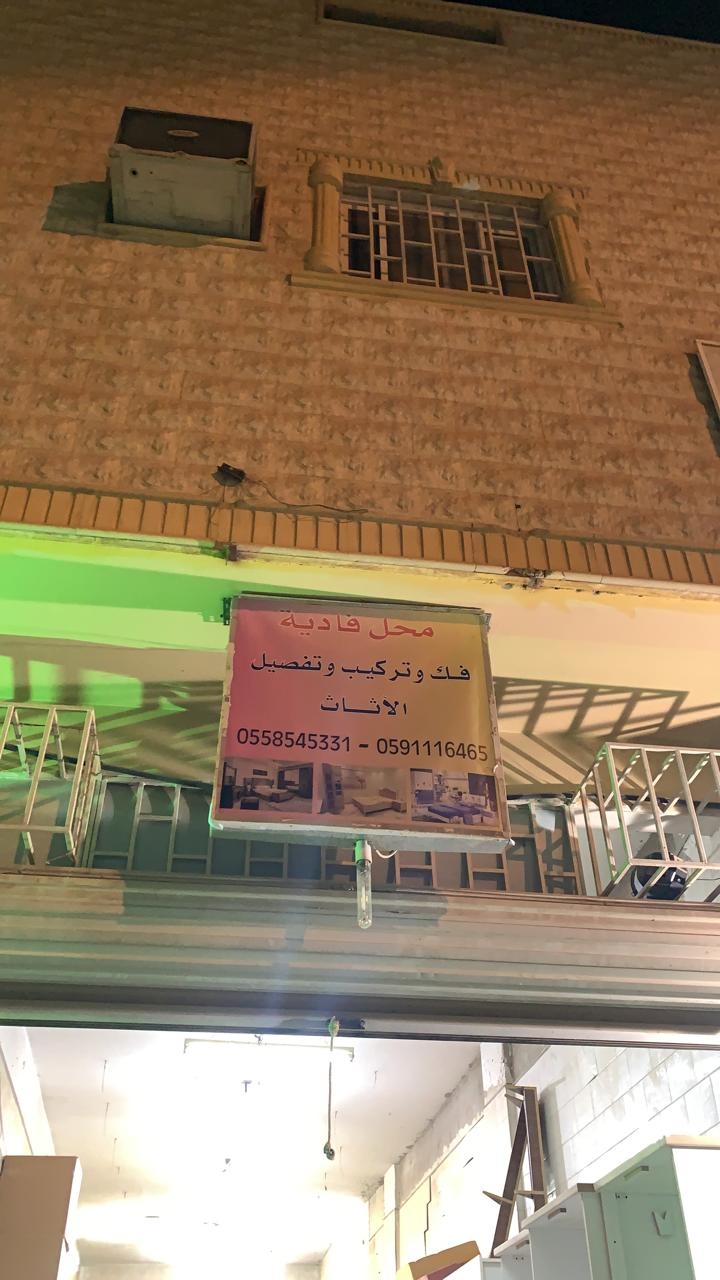 محل فادية
فك وتركيب وتفصيل
الأثاث
0558545331 - 0591116465